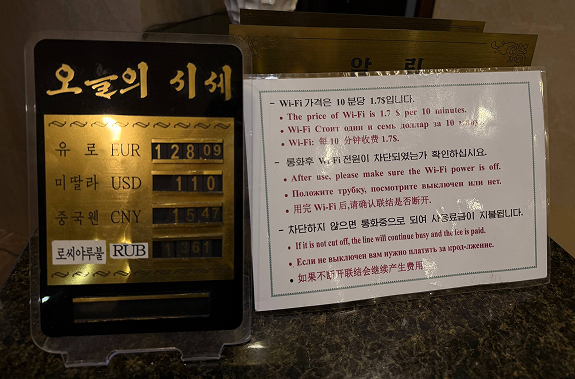 오늘의 시세
유 로 EUR 128.09
미딸라 USD 110
중국웬 CNY 15.47
로씨야루블 RUB 1.361
알 림
- Wi-Fi 가격은 10 분당 1.7$입니다.
• The price of Wi-Fi is 1.7 $ per 10 minutes.
• Wi-Fi Стоит один и семь доллар за 10
• Wi-Fi: 每 10 分钟收费 1.7$.
- 통화후 Wi-Fi 전원이 차단되였는가 확인하십시요.
• After use, please make sure the Wi-Fi power is off.
• Положите трубку, посмотрите выключен или нет.
• 用完 Wi-Fi 后,请确认联结是否断开.
- 차단하지 않으면 통화중으로 되여 사용료금이 지불됩니다.
• If it is not cut off, the line will continue busy and the fee is paid.
• Если не выключен вам нужно платить за прод-лжение.
• 如果不断开联结会继续产生费用